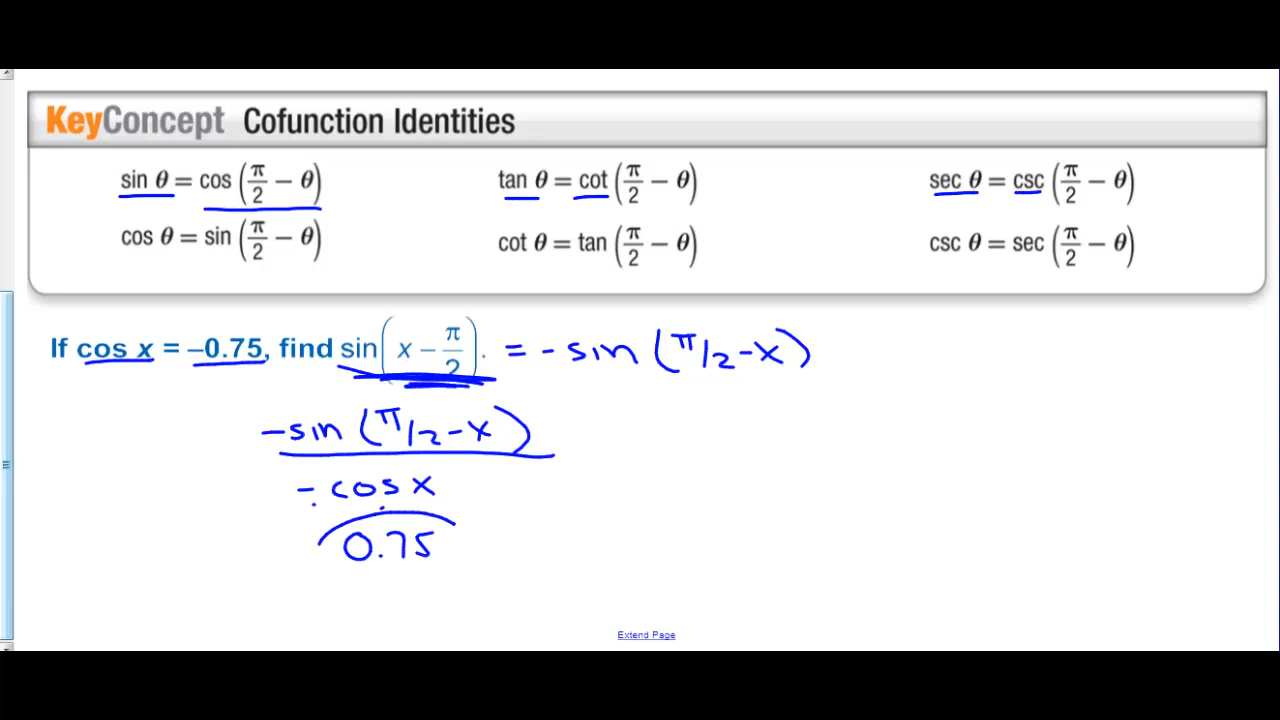 KeyConcept Cofunction Identities
sin θ = cos (π/2 − θ) tan θ = cot (π/2 − θ) sec θ = csc (π/2 − θ)
cos θ = sin (π/2 − θ) cot θ = tan (π/2 − θ) csc θ = sec (π/2 − θ)
If cos x = −0.75, find sin(x − π/2). = -sin (π/2 - x)
-sin (π/2 - x)
- cos x
0.75
Extend Page